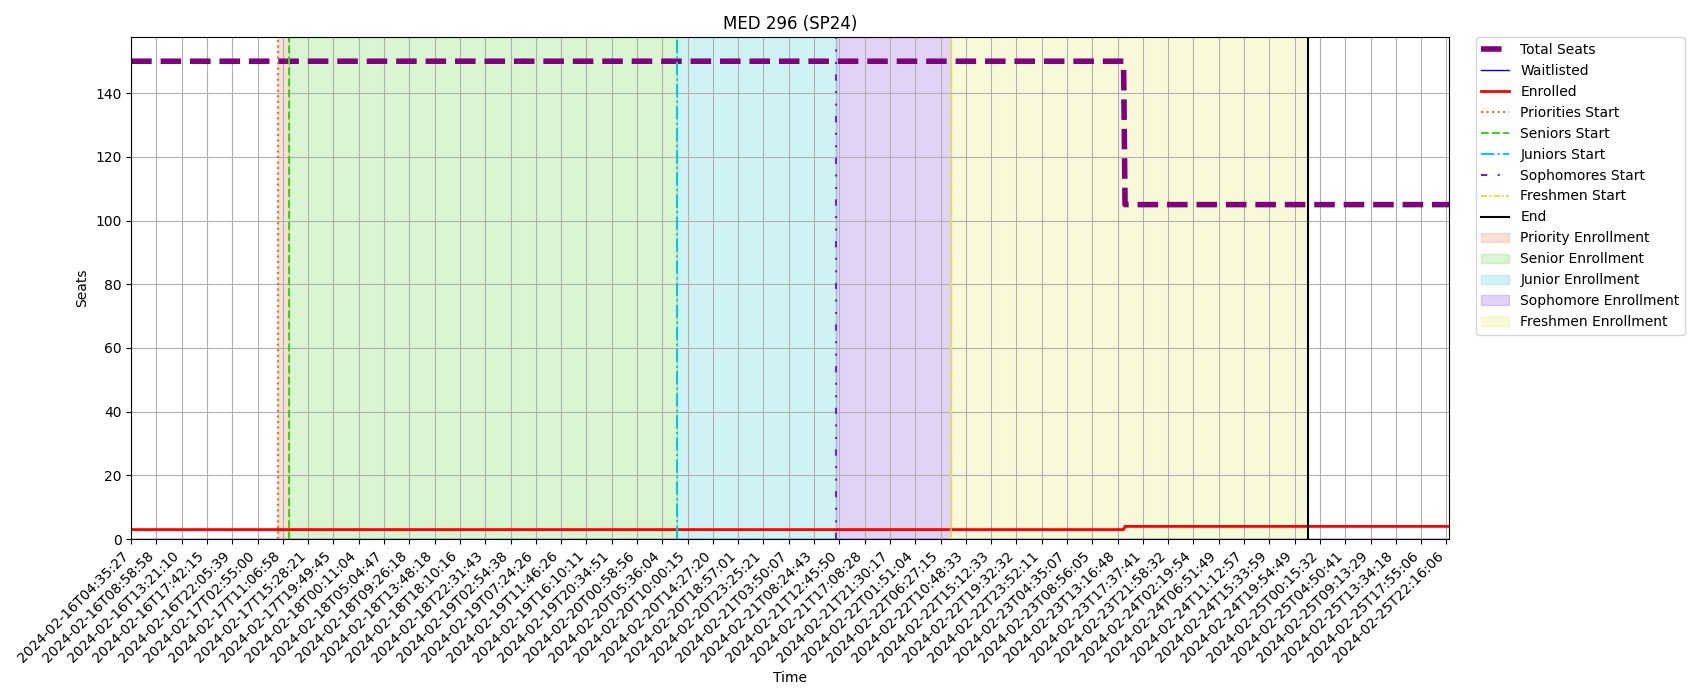 MED 296 (SP24)
Seats
140
120
100
80
60
40
20
0
2024-02-16T04:35:27
2024-02-16T08:58:58
2024-02-16T13:21:10
2024-02-16T17:42:15
2024-02-16T22:05:39
2024-02-17T02:55:00
2024-02-17T11:06:58
2024-02-17T15:28:21
2024-02-17T19:49:45
2024-02-18T00:11:04
2024-02-18T05:04:47
2024-02-18T09:26:18
2024-02-18T13:48:18
2024-02-18T18:10:16
2024-02-18T22:31:43
2024-02-19T02:54:38
2024-02-19T07:24:26
2024-02-19T11:46:26
2024-02-19T16:10:11
2024-02-19T20:34:51
2024-02-20T00:58:56
2024-02-20T05:36:04
2024-02-20T10:00:15
2024-02-20T14:27:20
2024-02-20T18:57:01
2024-02-20T23:25:21
2024-02-21T03:50:07
2024-02-21T08:24:43
2024-02-21T12:45:50
2024-02-21T17:08:28
2024-02-21T21:30:17
2024-02-22T01:51:04
2024-02-22T06:27:15
2024-02-22T10:48:33
2024-02-22T15:12:33
2024-02-22T19:32:32
2024-02-22T23:52:11
2024-02-23T04:35:07
2024-02-23T08:56:05
2024-02-23T13:16:48
2024-02-23T17:37:41
2024-02-23T21:58:32
2024-02-24T02:19:54
2024-02-24T06:51:49
2024-02-24T11:12:57
2024-02-24T15:33:59
2024-02-24T19:54:49
2024-02-25T00:15:32
2024-02-25T04:50:41
2024-02-25T09:13:29
2024-02-25T13:34:18
2024-02-25T17:55:06
2024-02-25T22:16:06
Time
Total Seats
Waitlisted
Enrolled
Priorities Start
Seniors Start
Juniors Start
Sophomores Start
Freshmen Start
End
Priority Enrollment
Senior Enrollment
Junior Enrollment
Sophomore Enrollment
Freshmen Enrollment